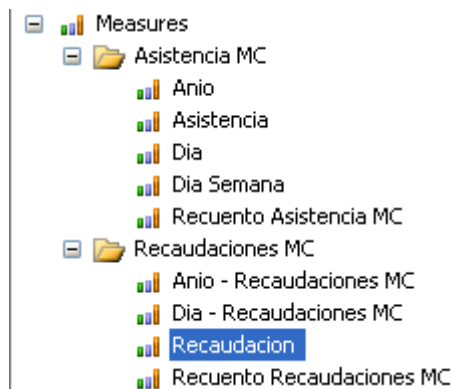 Measures
Asistencia MC
Anio
Asistencia
Dia
Dia Semana
Recuento Asistencia MC
Recaudaciones MC
Anio - Recaudaciones MC
Dia - Recaudaciones MC
Recaudacion
Recuento Recaudaciones MC